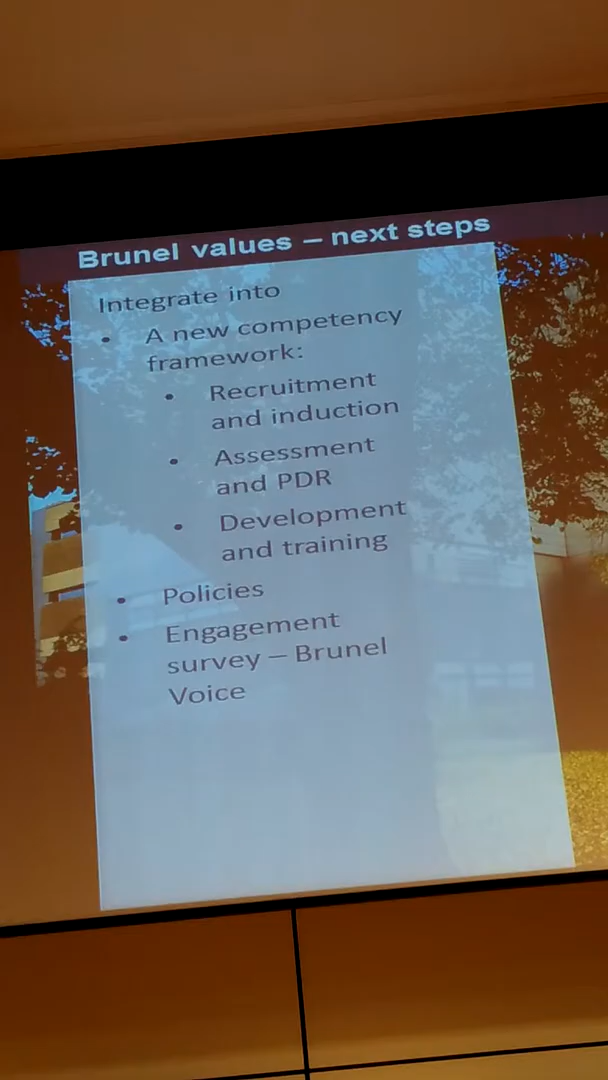 Brunel values – next steps
Integrate into
• A new competency
framework:
• Recruitment
and induction
• Assessment
and PDR
• Development
and training
• Policies
• Engagement
survey – Brunel
Voice